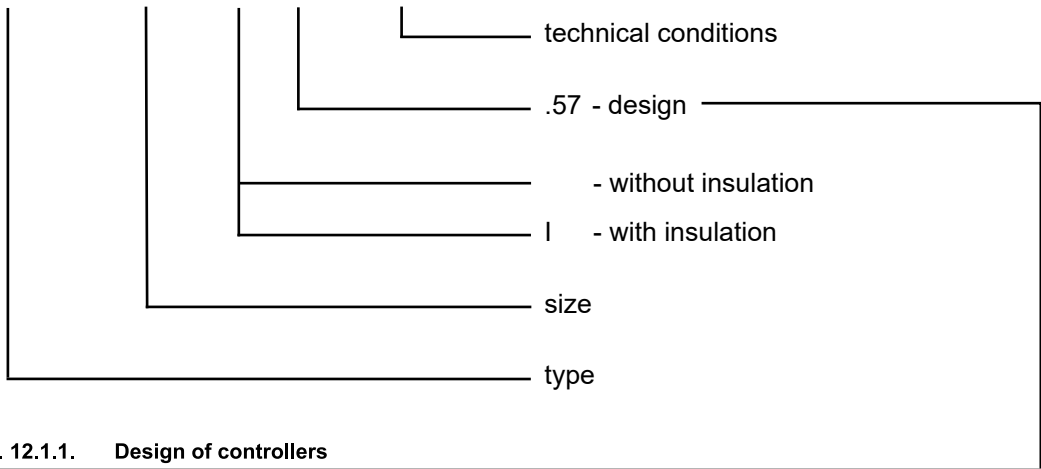 technical conditions
.57 - design
- without insulation
I - with insulation
size
type
. 12.1.1. Design of controllers